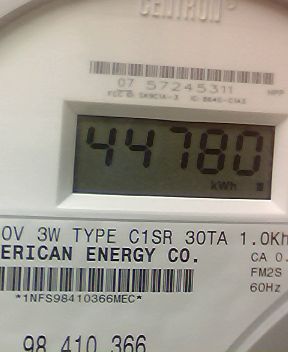 CENTRON
07 57245311
44780
kWh
0V 3W TYPE C1SR 30TA 1.0Kh
ERICAN ENERGY CO.
CA 0.
FM2S
60Hz
*1NFS98410366MEC*
98 410 366